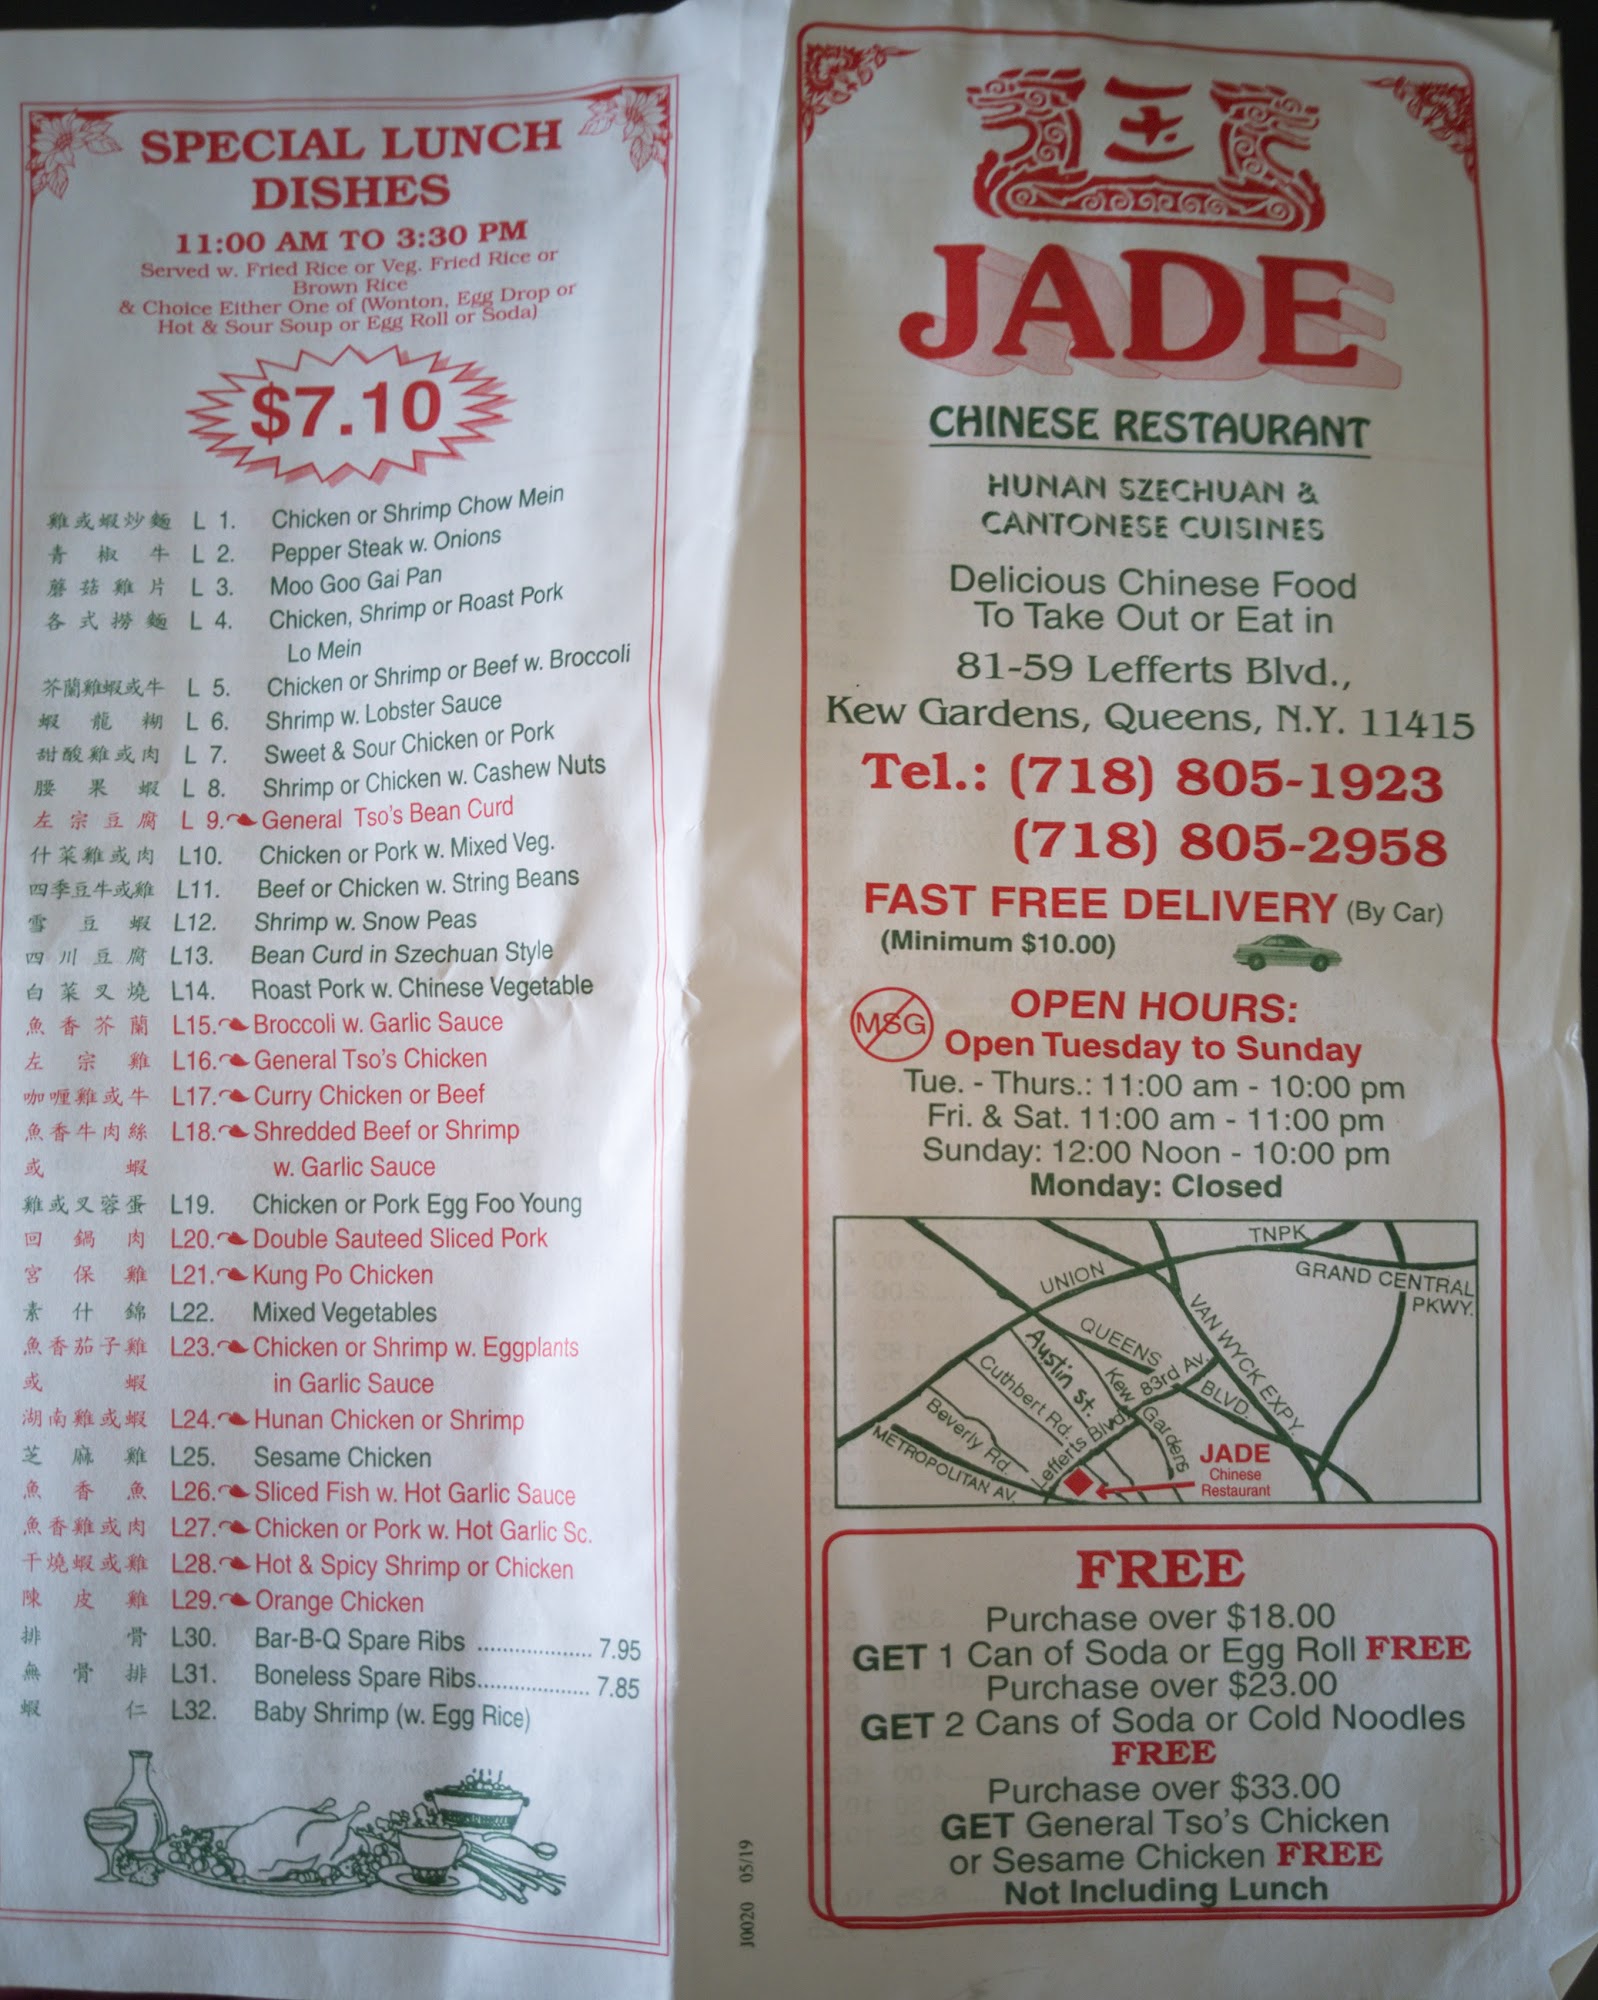 SPECIAL LUNCH
DISHES
11:00 AM TO 3:30 PM
Served w. Fried Rice or Veg. Fried Rice or
Brown Rice
& Choice Either One of (Wonton, Egg Drop or
Hot & Sour Soup or Egg Roll or Soda)
$7.10
雞或蝦炒麵 L 1. Chicken or Shrimp Chow Mein
青椒牛 L 2. Pepper Steak w. Onions
蘑菇雞片 L 3. Moo Goo Gai Pan
各式撈麵 L 4. Chicken, Shrimp or Roast Pork
Lo Mein
芥蘭雞蝦或牛 L 5. Chicken or Shrimp or Beef w. Broccoli
蝦龍糊 L 6. Shrimp w. Lobster Sauce
甜酸雞或肉 L 7. Sweet & Sour Chicken or Pork
腰果蝦 L 8. Shrimp or Chicken w. Cashew Nuts
左宗豆腐 L 9. General Tso's Bean Curd
什菜雞或肉 L10. Chicken or Pork w. Mixed Veg.
四季豆牛或雞 L11. Beef or Chicken w. String Beans
雪豆蝦 L12. Shrimp w. Snow Peas
四川豆腐 L13. Bean Curd in Szechuan Style
白菜叉燒 L14. Roast Pork w. Chinese Vegetable
魚香芥蘭 L15. Broccoli w. Garlic Sauce
左宗雞 L16. General Tso's Chicken
咖喱雞或牛 L17. Curry Chicken or Beef
魚香牛肉絲 L18. Shredded Beef or Shrimp
或蝦 w. Garlic Sauce
雞或叉蓉蛋 L19. Chicken or Pork Egg Foo Young
回鍋肉 L20. Double Sauteed Sliced Pork
宮保雞 L21. Kung Po Chicken
素什錦 L22. Mixed Vegetables
魚香茄子雞 L23. Chicken or Shrimp w. Eggplants
或蝦 in Garlic Sauce
湖南雞或蝦 L24. Hunan Chicken or Shrimp
芝麻雞 L25. Sesame Chicken
魚香魚 L26. Sliced Fish w. Hot Garlic Sauce
魚香雞或肉 L27. Chicken or Pork w. Hot Garlic Sc.
干燒蝦或雞 L28. Hot & Spicy Shrimp or Chicken
陳皮雞 L29. Orange Chicken
排骨 L30. Bar-B-Q Spare Ribs .................... 7.95
無骨排 L31. Boneless Spare Ribs.................... 7.85
蝦仁 L32. Baby Shrimp (w. Egg Rice)
J0020 05/19
JADE
CHINESE RESTAURANT
HUNAN SZECHUAN &
CANTONESE CUISINES
Delicious Chinese Food
To Take Out or Eat in
81-59 Lefferts Blvd.,
Kew Gardens, Queens, N.Y. 11415
Tel.: (718) 805-1923
(718) 805-2958
FAST FREE DELIVERY (By Car)
(Minimum $10.00)
MSG
OPEN HOURS:
Open Tuesday to Sunday
Tue. - Thurs.: 11:00 am - 10:00 pm
Fri. & Sat. 11:00 am - 11:00 pm
Sunday: 12:00 Noon - 10:00 pm
Monday: Closed
UNION TNPK.
GRAND CENTRAL
PKWY.
VAN WYCK EXPY.
QUEENS BLVD.
83rd Av.
Austin St.
Kew Gardens
Cuthbert Rd.
Lefferts Blvd.
Beverly Rd.
METROPOLITAN AV.
JADE
Chinese
Restaurant
FREE
Purchase over $18.00
GET 1 Can of Soda or Egg Roll FREE
Purchase over $23.00
GET 2 Cans of Soda or Cold Noodles
FREE
Purchase over $33.00
GET General Tso's Chicken
or Sesame Chicken FREE
Not Including Lunch